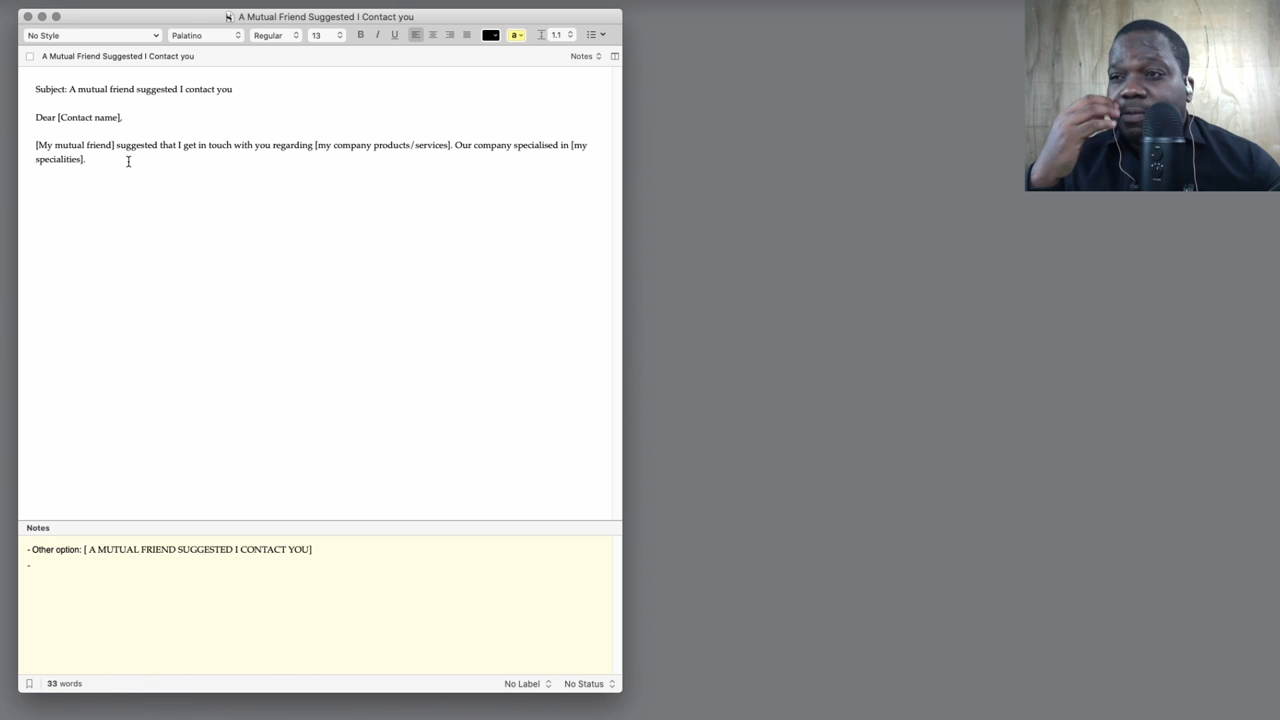 A Mutual Friend Suggested I Contact you
No Style Palatino Regular 13 B I U a 1.1
A Mutual Friend Suggested I Contact you Notes
Subject: A mutual friend suggested I contact you
Dear [Contact name],
[My mutual friend] suggested that I get in touch with you regarding [my company products/services]. Our company specialised in [my
specialities].
Notes
- Other option: [ A MUTUAL FRIEND SUGGESTED I CONTACT YOU]
-
33 words No Label No Status